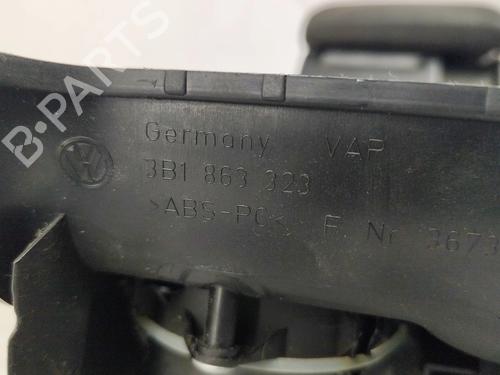 B-PARTS
Germany VAP
3B1 863 323
>ABS-PC< F. Nr. 3673